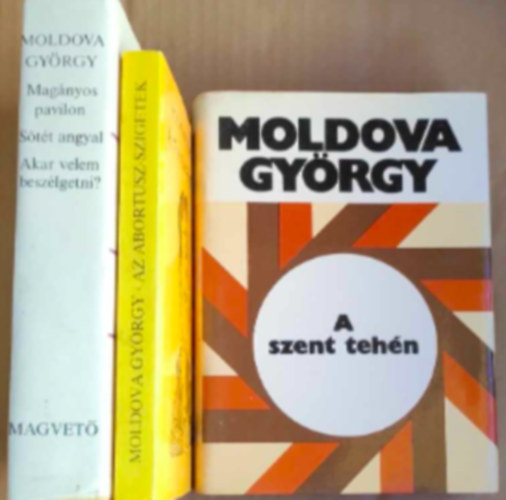 MOLDOVA
GYÖRGY
Magányos
pavilon
Sötét angyal
Akar velem
beszélgetni?
MAGVETŐ
MOLDOVA GYÖRGY · AZ ABORTUSZ-SZIGETEK
MOLDOVA
GYÖRGY
A
szent tehén